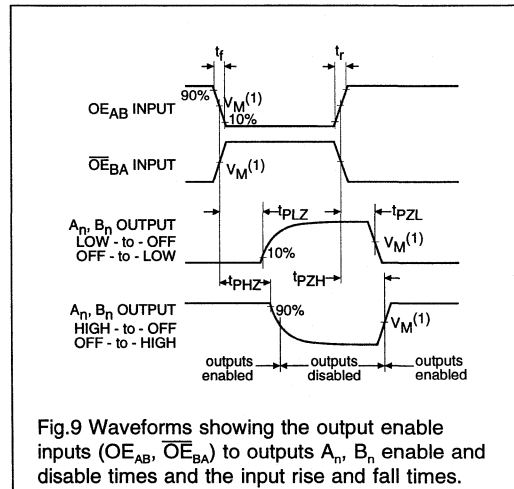 tf tr
90% VM(1)
10%
OEAB INPUT
O̅E̅BA INPUT
VM(1)
An, Bn OUTPUT
LOW - to - OFF
OFF - to - LOW
tPLZ tPZL
10%
VM(1)
tPHZ tPZH
An, Bn OUTPUT
HIGH - to - OFF
OFF - to - HIGH
90%
VM(1)
outputs enabled
outputs disabled
outputs enabled
Fig.9 Waveforms showing the output enable
inputs (OEAB, O̅E̅BA) to outputs An, Bn enable and
disable times and the input rise and fall times.